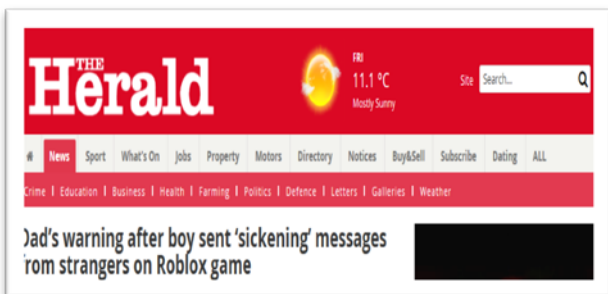 THE
Herald
FRI
11.1 °C
Mostly Sunny
Site Search...
News Sport What's On Jobs Property Motors Directory Notices Buy&Sell Subscribe Dating ALL
Crime | Education | Business | Health | Farming | Politics | Defence | Letters | Galleries | Weather
Dad's warning after boy sent 'sickening' messages
from strangers on Roblox game